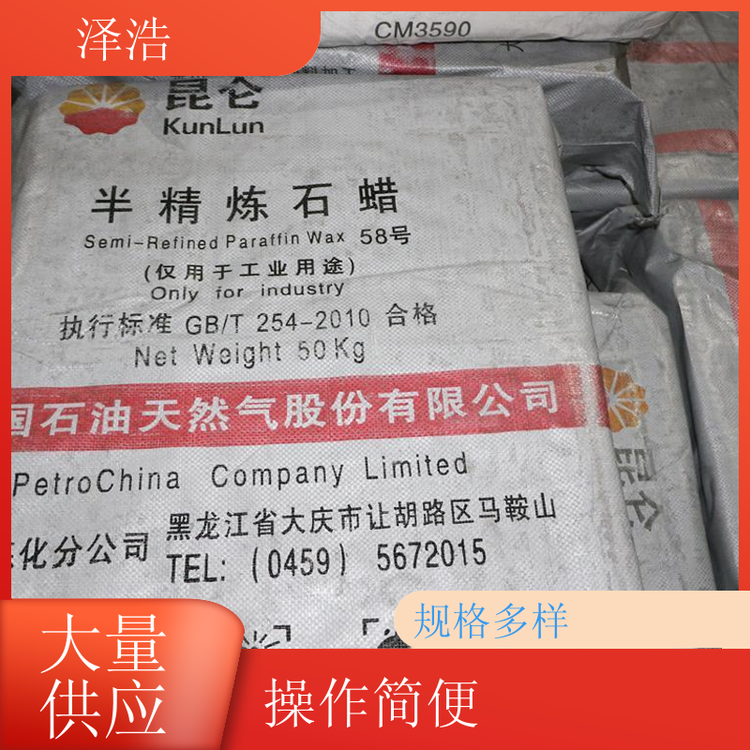 泽浩
CM3590
昆仑
KunLun
半精炼石蜡
Semi-Refined Paraffin Wax 58号
(仅用于工业用途)
Only for industry
执行标准 GB/T 254-2010 合格
Net Weight 50Kg
国石油天然气股份有限公司
PetroChina Company Limited
化分公司
黑龙江省大庆市让胡路区马鞍山
TEL: (0459) 5672015
昆仑
规格多样
大量
供应
操作简便